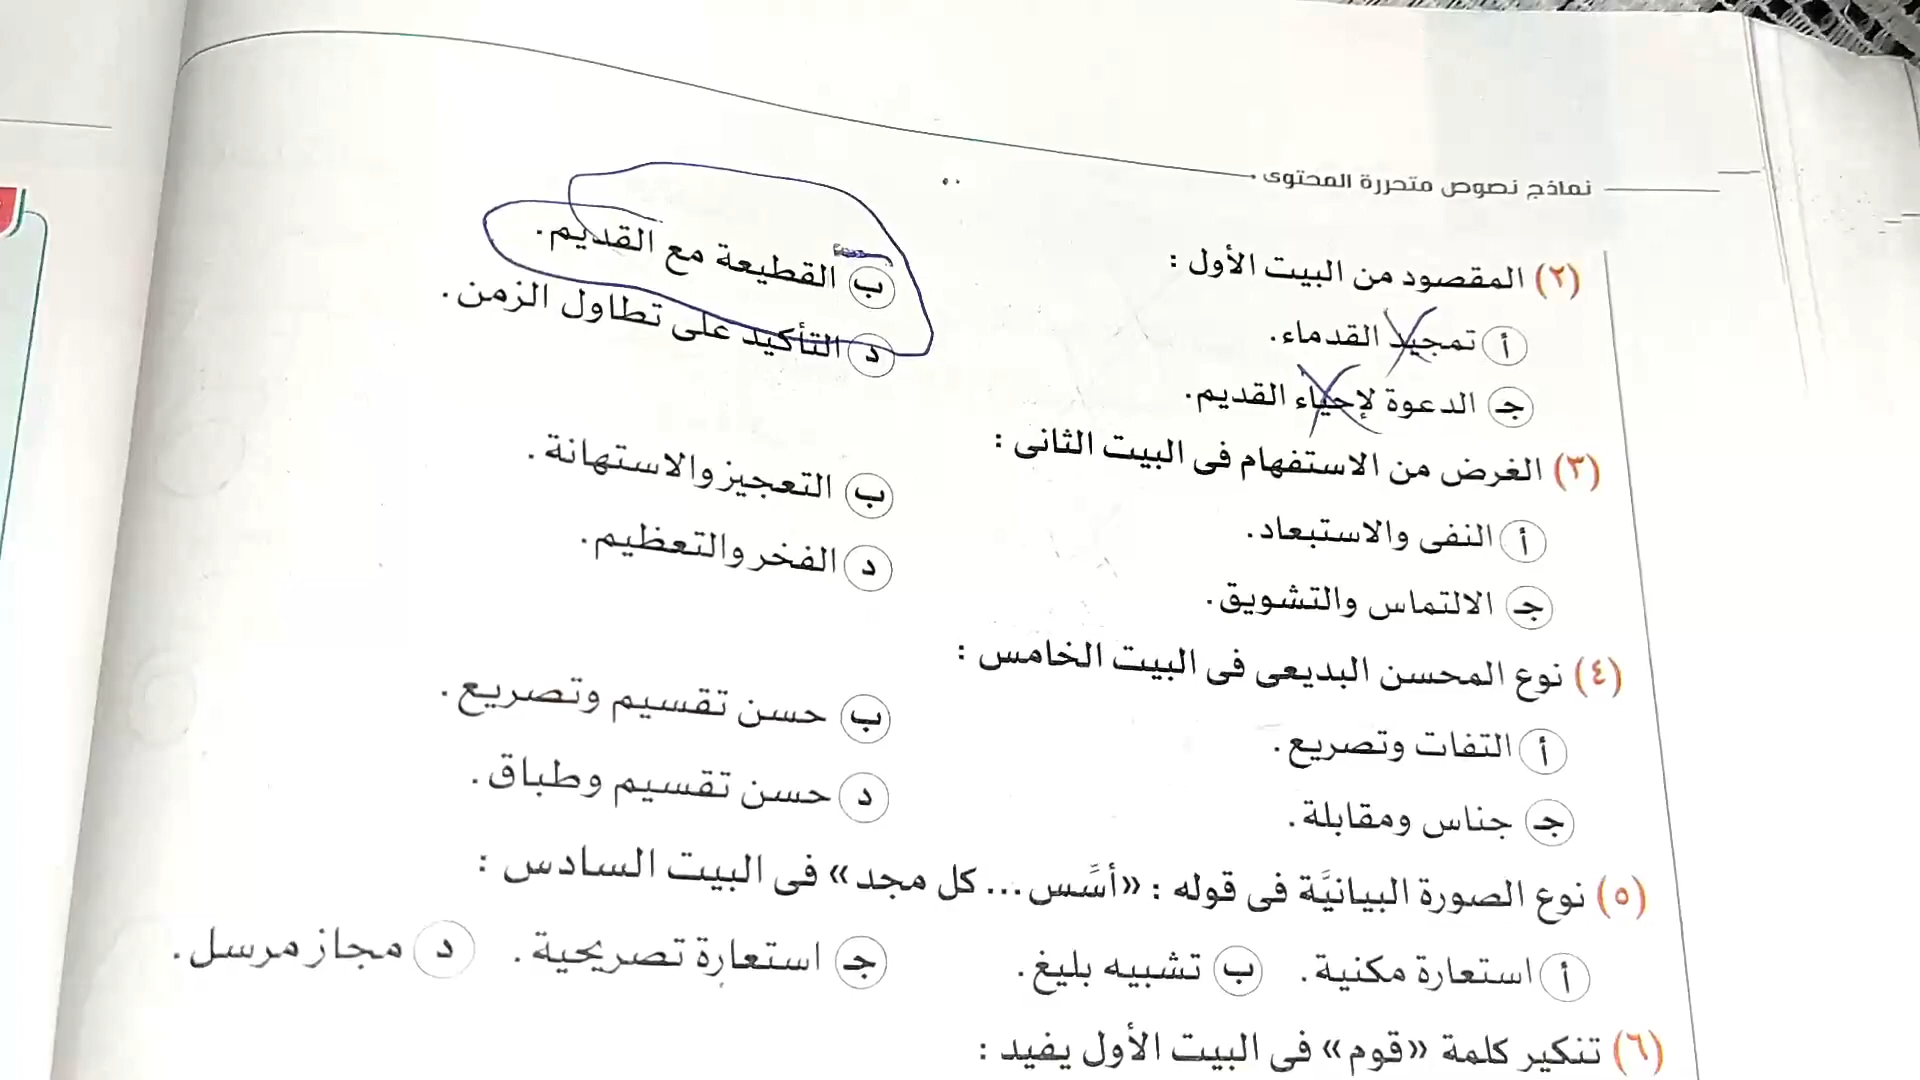 نماذج نصوص متحررة المحتوى
(٢) المقصود من البيت الأول :
أ تمجيد القدماء.
ب القطيعة مع القديم.
جـ الدعوة لإحياء القديم.
د التأكيد على تطاول الزمن.
(٣) الغرض من الاستفهام فى البيت الثانى :
أ النفى والاستبعاد.
ب التعجيز والاستهانة.
جـ الالتماس والتشويق.
د الفخر والتعظيم.
(٤) نوع المحسن البديعى فى البيت الخامس :
أ التفات وتصريع.
ب حسن تقسيم وتصريع.
جـ جناس ومقابلة.
د حسن تقسيم وطباق.
(٥) نوع الصورة البيانيَّة فى قوله : «أسَّس... كل مجد» فى البيت السادس :
أ استعارة مكنية. ب تشبيه بليغ. جـ استعارة تصريحية. د مجاز مرسل.
(٦) تنكير كلمة «قوم» فى البيت الأول يفيد :